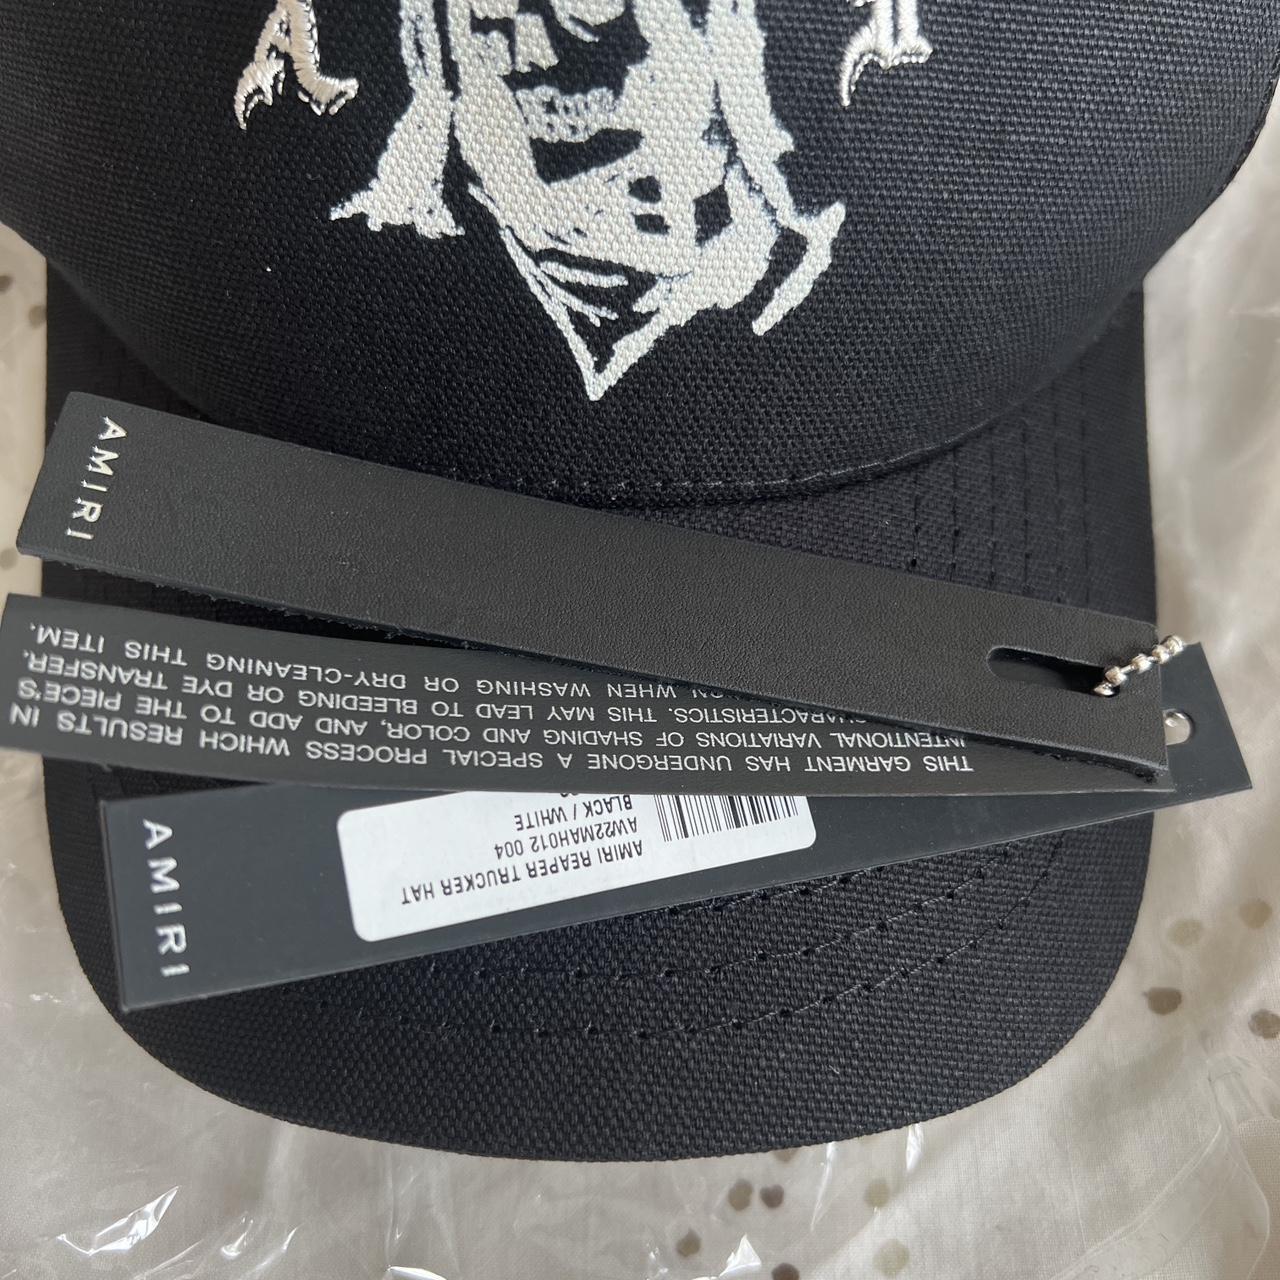 A
I
AMIRI
THIS GARMENT HAS UNDERGONE A SPECIAL PROCESS WHICH RESULTS IN
INTENTIONAL VARIATIONS OF SHADING AND COLOR, AND ADD TO THE PIECE'S
CHARACTERISTICS. THIS MAY LEAD TO BLEEDING OR DYE TRANSFER.
WHEN WASHING OR DRY-CLEANING THIS ITEM.
AMIRI
AMIRI REAPER TRUCKER HAT
AW22MAH012 004
BLACK / WHITE